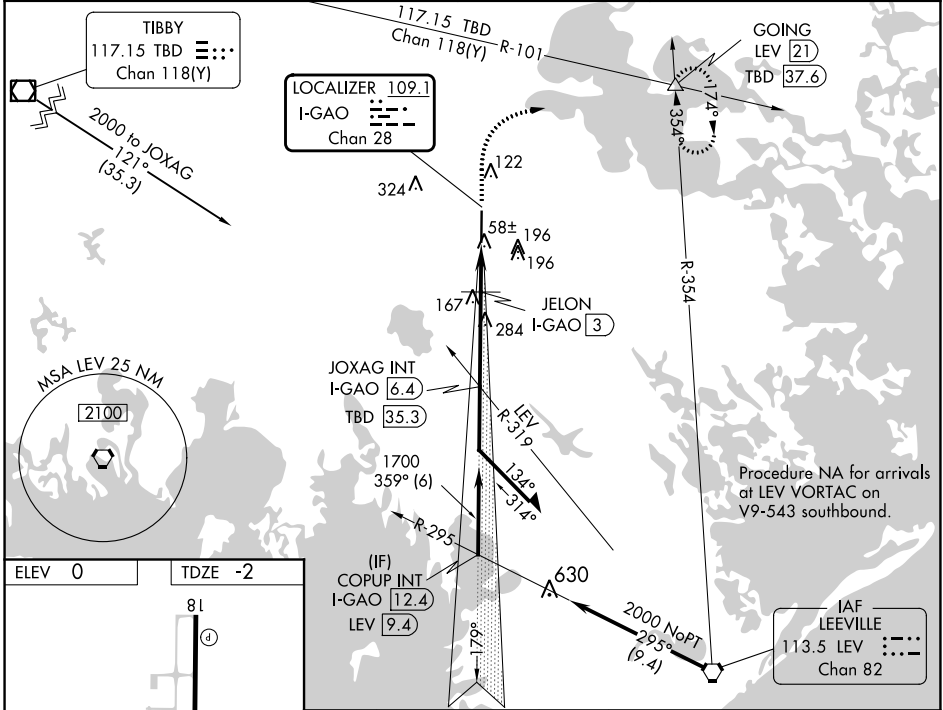 TIBBY
117.15 TBD
Chan 118(Y)
117.15 TBD R-101
Chan 118(Y)
GOING
LEV 21
TBD 37.6
LOCALIZER 109.1
I-GAO
Chan 28
2000 to JOXAG
121°
(35.3)
174°
354°
122
324
58± 196
196
R-354
167
JELON
I-GAO 3
284
MSA LEV 25 NM
2100
JOXAG INT
I-GAO 6.4
TBD 35.3
LEV
R-319
1700
359° (6)
134°
314°
Procedure NA for arrivals
at LEV VORTAC on
V9-543 southbound.
R-295
(IF)
COPUP INT
I-GAO 12.4
LEV 9.4
630
2000 NoPT
295°
(9.4)
IAF
LEEVILLE
113.5 LEV
Chan 82
179°
ELEV 0
TDZE -2
18
P